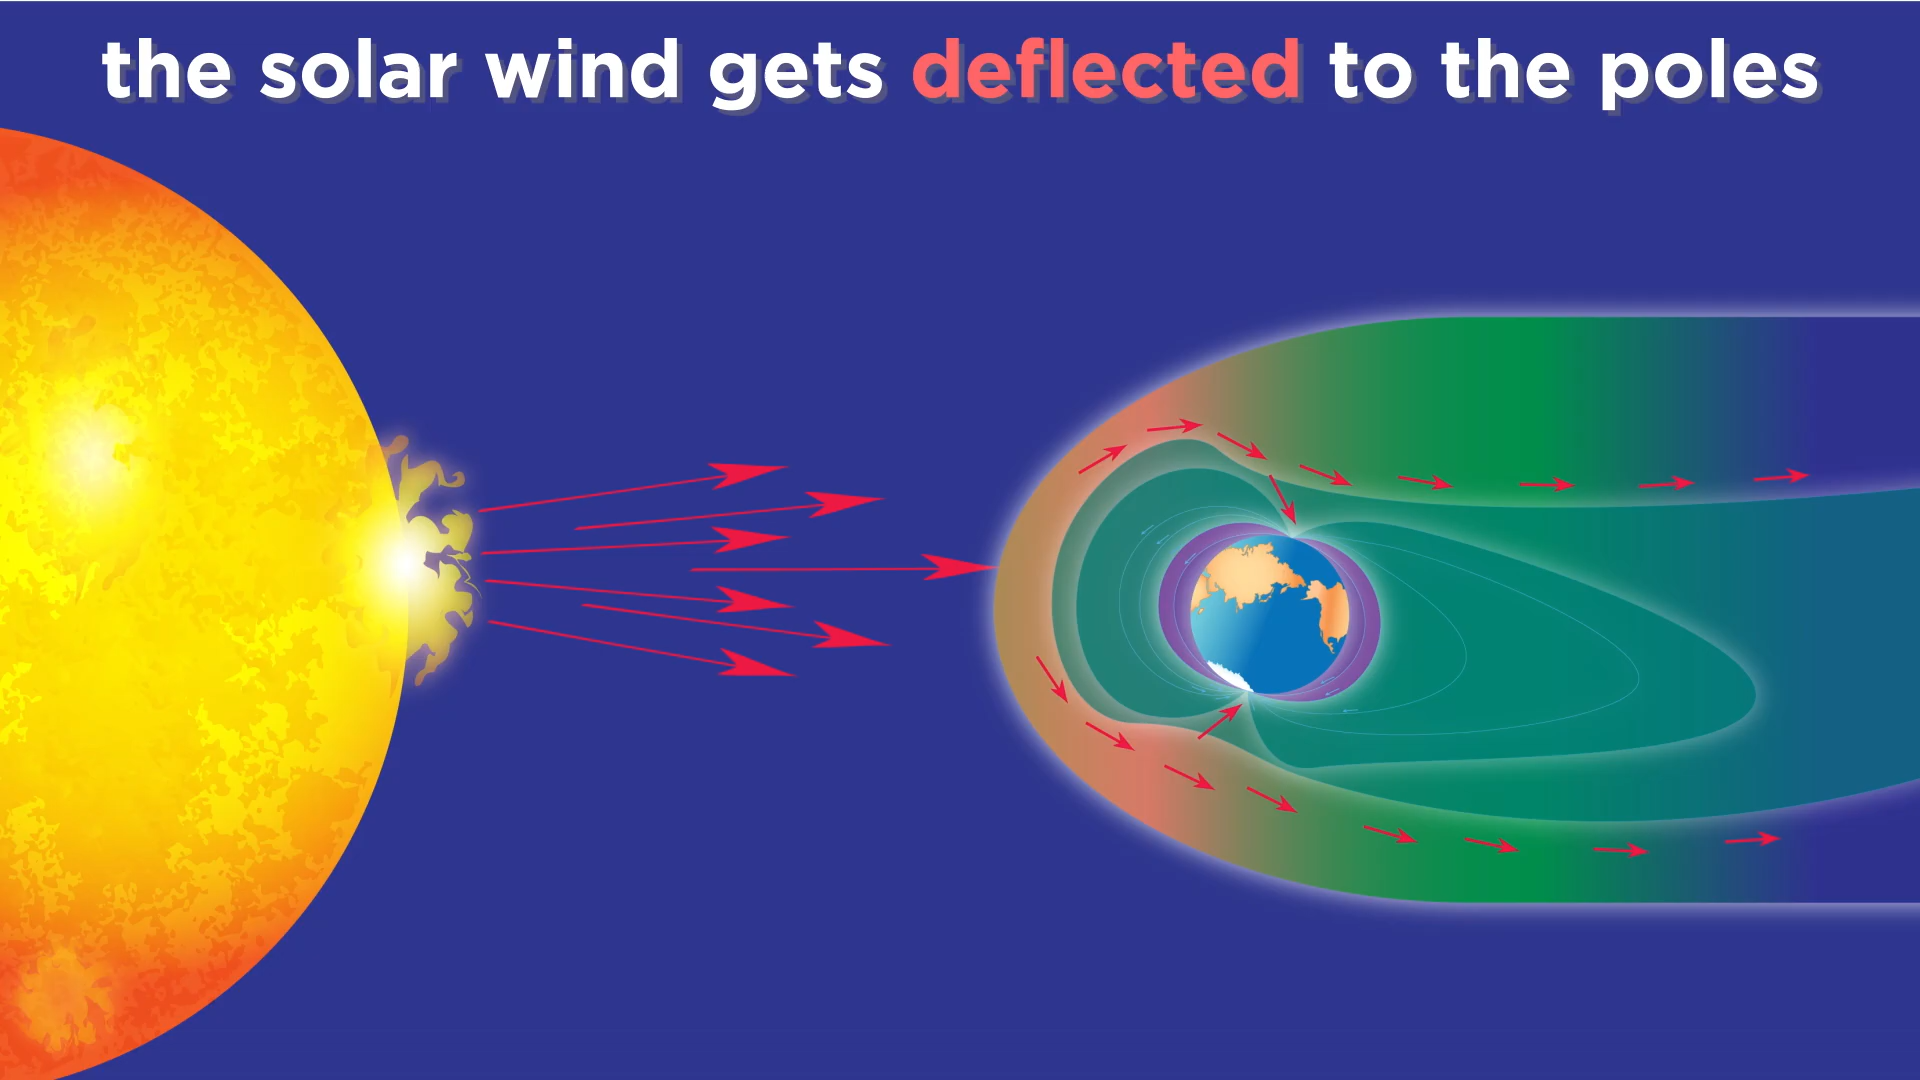 the solar wind gets deflected to the poles